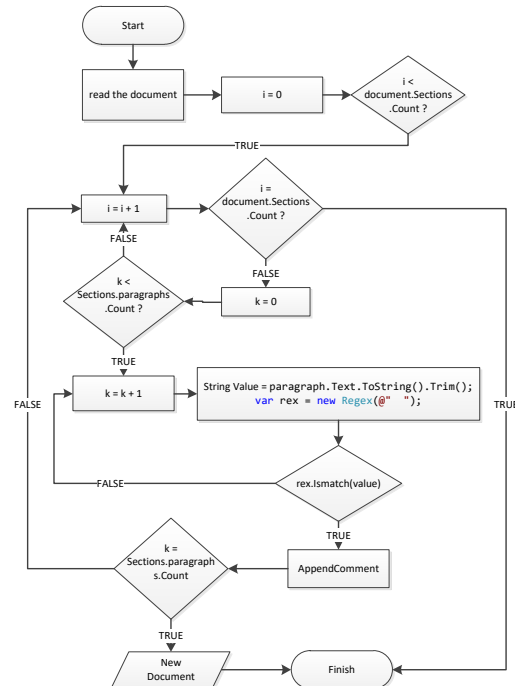 Start
read the document
i = 0
i <
document.Sections
.Count ?
TRUE
i = i + 1
i =
document.Sections
.Count ?
FALSE
FALSE
k <
Sections.paragraphs
.Count ?
k = 0
TRUE
k = k + 1
String Value = paragraph.Text.ToString().Trim();
var rex = new Regex(@"  ");
FALSE
TRUE
FALSE
rex.Ismatch(value)
TRUE
k =
Sections.paragraph
s.Count
AppendComment
TRUE
New
Document
Finish